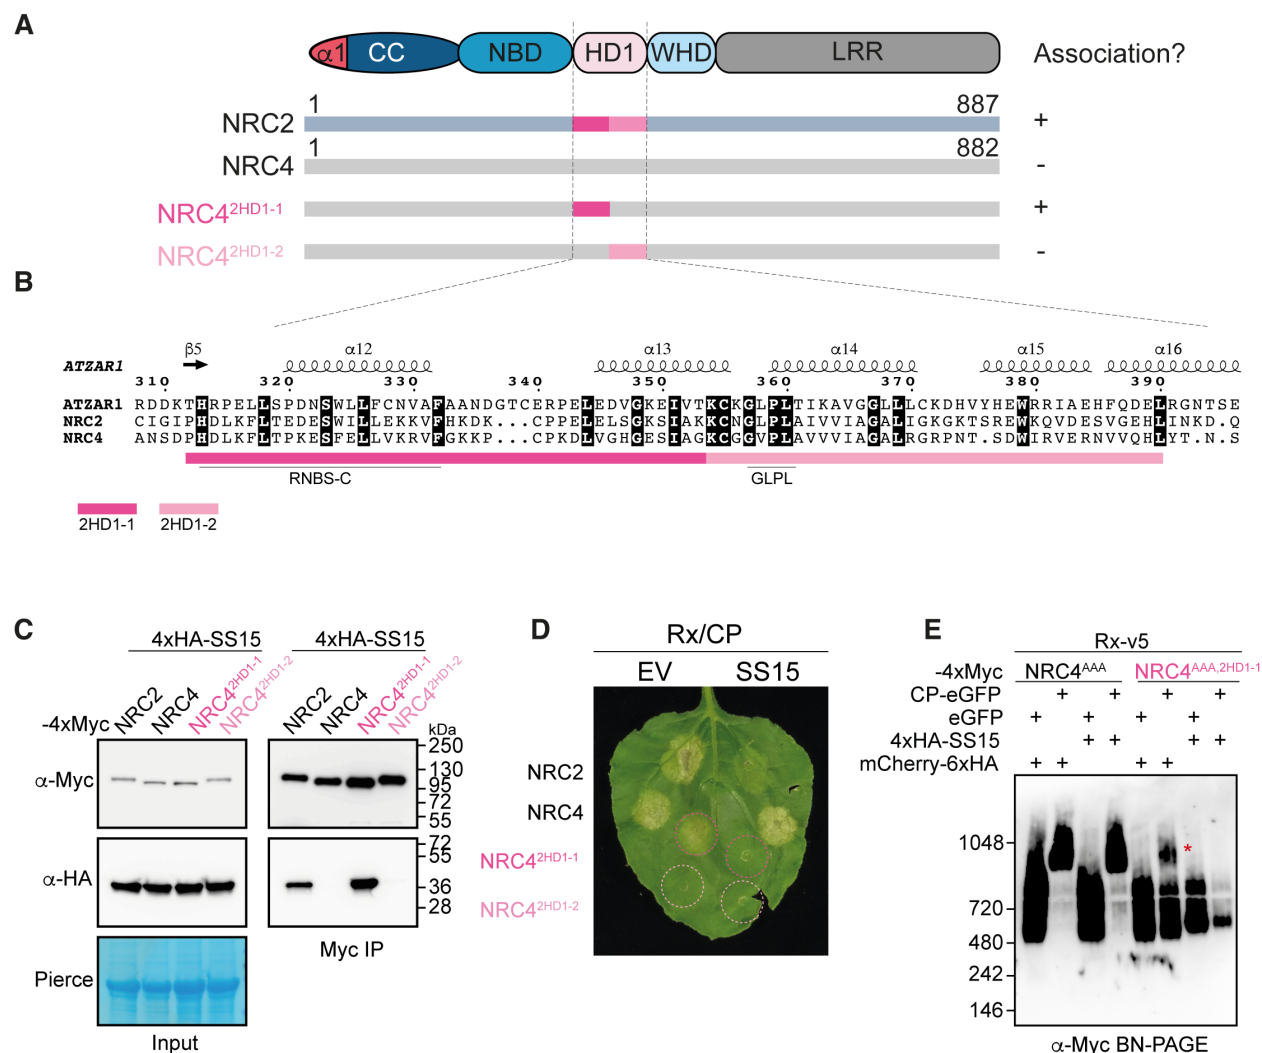 A
α1 CC NBD HD1 WHD LRR Association?
1 887
NRC2 +
1 882
NRC4 -
NRC4 2HD1-1 +
NRC4 2HD1-2 -
B
β5 α12 α13 α14 α15 α16
ATZAR1
310 320 330 340 350 360 370 380 390
ATZAR1 RDDKTHRPELLSPDNSWLLFCNVAFAANDGTCERPELEDVGKEIVTKCKGLPLTIKAVGGLLLCKDHVYHEWRRIAEHFQDELRGNTSE
NRC2 CIGIPHDLKFLTEDESWILLEKKVFHKDK...CPPELELSGKSIAKKCNGLPLAIVVIAGALIGKGKTSREWKQVDESVGEHLINKDQ
NRC4 ANSDPHDLKFLTPKESFELLVKRVFGKKP...CPKDLVGHGESIAGKCGGVPLAVVVIAGALRGRPNT.SDWIRVERNVVQHLYT.N.S
RNBS-C GLPL
2HD1-1 2HD1-2
C
4xHA-SS15 4xHA-SS15
-4xMyc NRC2 NRC4 NRC4 2HD1-1 NRC4 2HD1-2 NRC2 NRC4 NRC4 2HD1-1 NRC4 2HD1-2
kDa
α-Myc 250
130
95
72
55
α-HA 72
55
36
28
Myc IP
Pierce
Input
D
Rx/CP
EV SS15
NRC2
NRC4
NRC4 2HD1-1
NRC4 2HD1-2
E
Rx-v5
-4xMyc NRC4 AAA NRC4 AAA,2HD1-1
CP-eGFP + + + +
eGFP + + + +
4xHA-SS15 + + + +
mCherry-6xHA + + + +
1048 *
720
480
242
146
α-Myc BN-PAGE